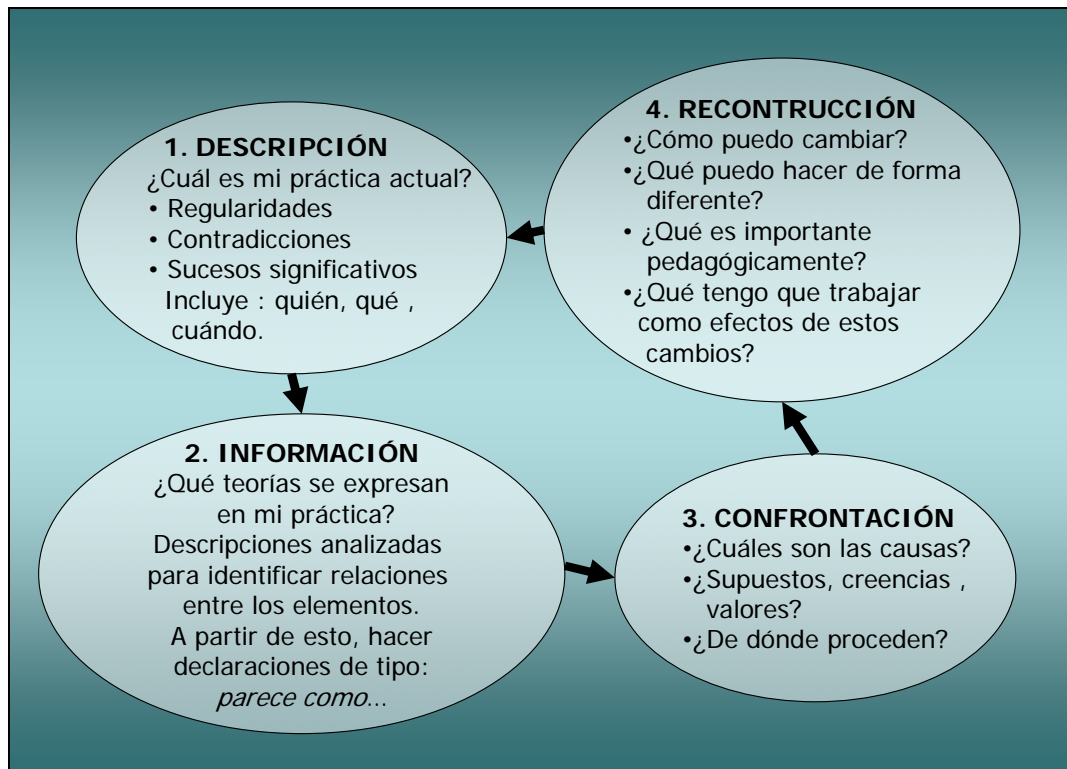 1. DESCRIPCIÓN
¿Cuál es mi práctica actual?
• Regularidades
• Contradicciones
• Sucesos significativos
Incluye : quién, qué ,
cuándo.
2. INFORMACIÓN
¿Qué teorías se expresan
en mi práctica?
Descripciones analizadas
para identificar relaciones
entre los elementos.
A partir de esto, hacer
declaraciones de tipo:
parece como…
3. CONFRONTACIÓN
•¿Cuáles son las causas?
•¿Supuestos, creencias ,
valores?
•¿De dónde proceden?
4. RECONTRUCCIÓN
•¿Cómo puedo cambiar?
•¿Qué puedo hacer de forma
diferente?
• ¿Qué es importante
pedagógicamente?
•¿Qué tengo que trabajar
como efectos de estos
cambios?